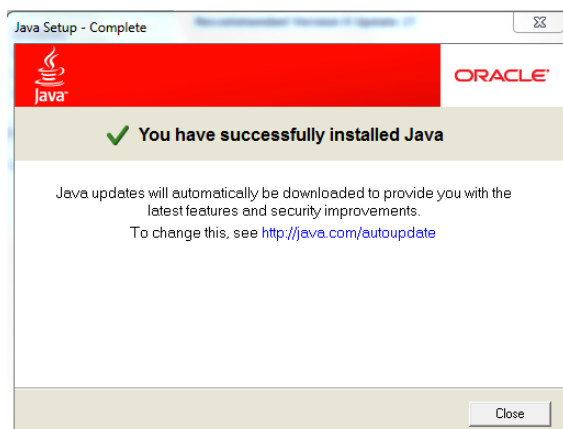 Java Setup - Complete
Java
ORACLE
You have successfully installed Java
Java updates will automatically be downloaded to provide you with the
latest features and security improvements.
To change this, see http://java.com/autoupdate
Close